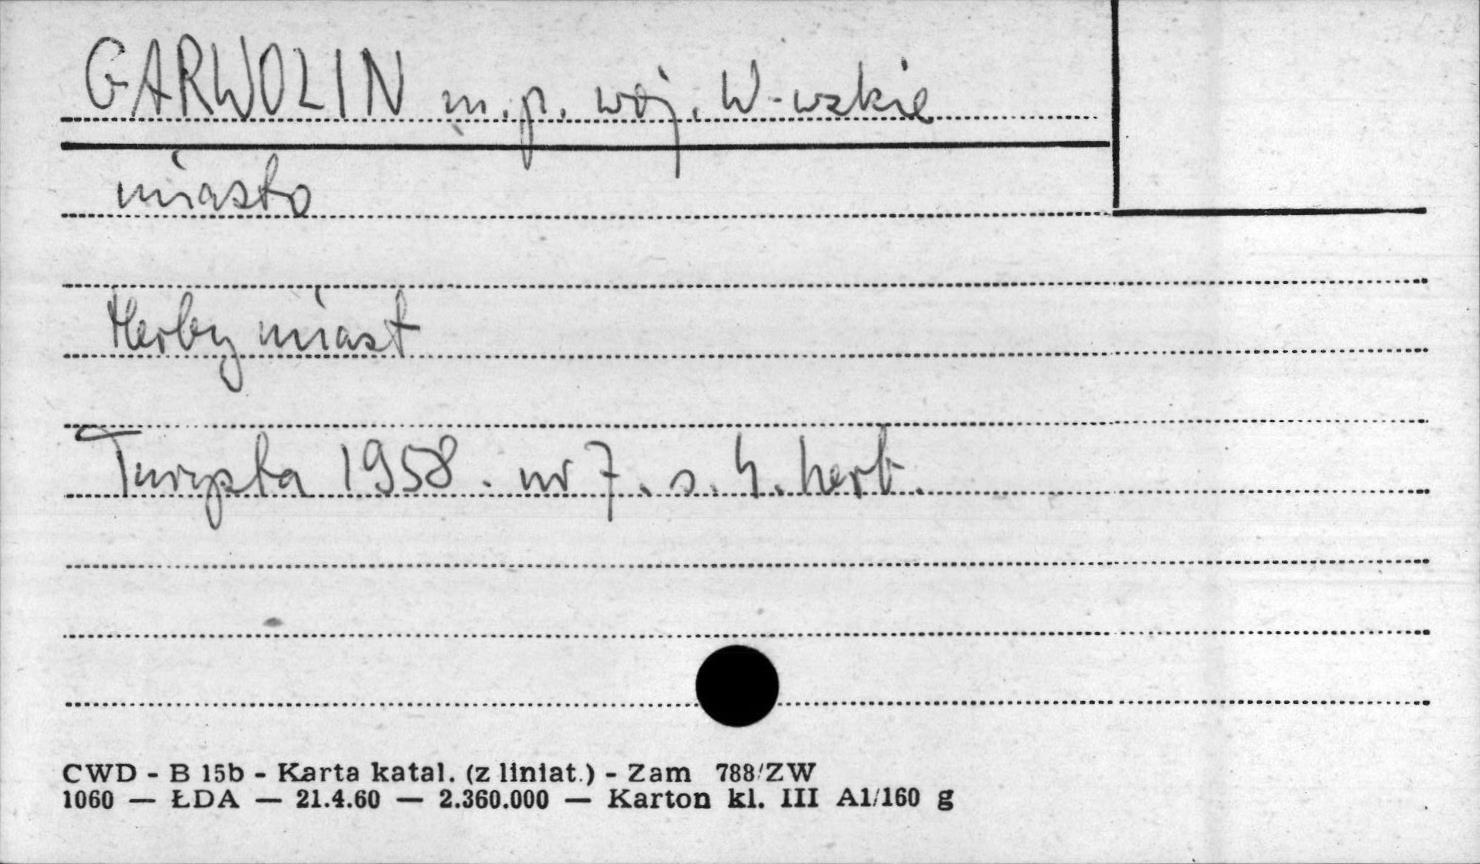 GARWOLIN m.p. woj. W-wskie
miasto
Herby miast
Turysta 1958. nr 7. s. 4. herb.
CWD - B 15b - Karta katal. (z liniat.) - Zam 788/ZW
1060 — ŁDA — 21.4.60 — 2.360.000 — Karton kl. III A1/160 g